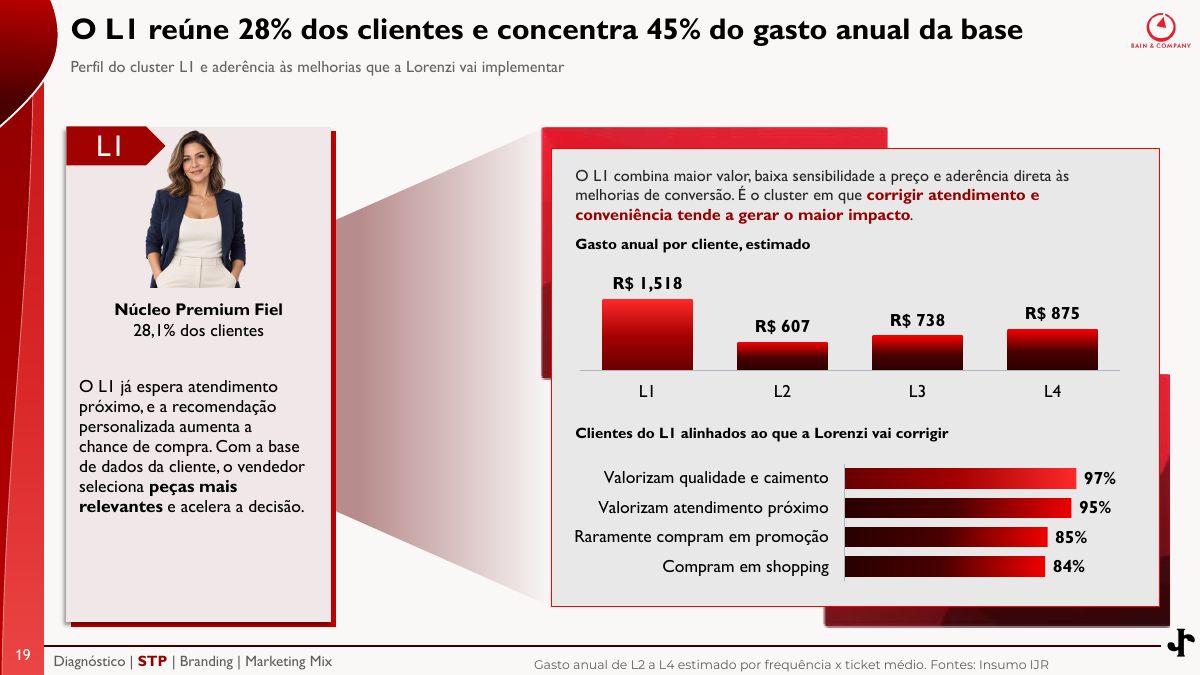 O L1 reúne 28% dos clientes e concentra 45% do gasto anual da base
BAIN & COMPANY
Perfil do cluster L1 e aderência às melhorias que a Lorenzi vai implementar
L1
Núcleo Premium Fiel
28,1% dos clientes
O L1 já espera atendimento
próximo, e a recomendação
personalizada aumenta a
chance de compra. Com a base
de dados da cliente, o vendedor
seleciona peças mais
relevantes e acelera a decisão.
O L1 combina maior valor, baixa sensibilidade a preço e aderência direta às
melhorias de conversão. É o cluster em que corrigir atendimento e
conveniência tende a gerar o maior impacto.
Gasto anual por cliente, estimado
R$ 1,518
R$ 607
R$ 738
R$ 875
L1
L2
L3
L4
Clientes do L1 alinhados ao que a Lorenzi vai corrigir
Valorizam qualidade e caimento 97%
Valorizam atendimento próximo 95%
Raramente compram em promoção 85%
Compram em shopping 84%
19
Diagnóstico | STP | Branding | Marketing Mix
Gasto anual de L2 a L4 estimado por frequência x ticket médio. Fontes: Insumo IJR